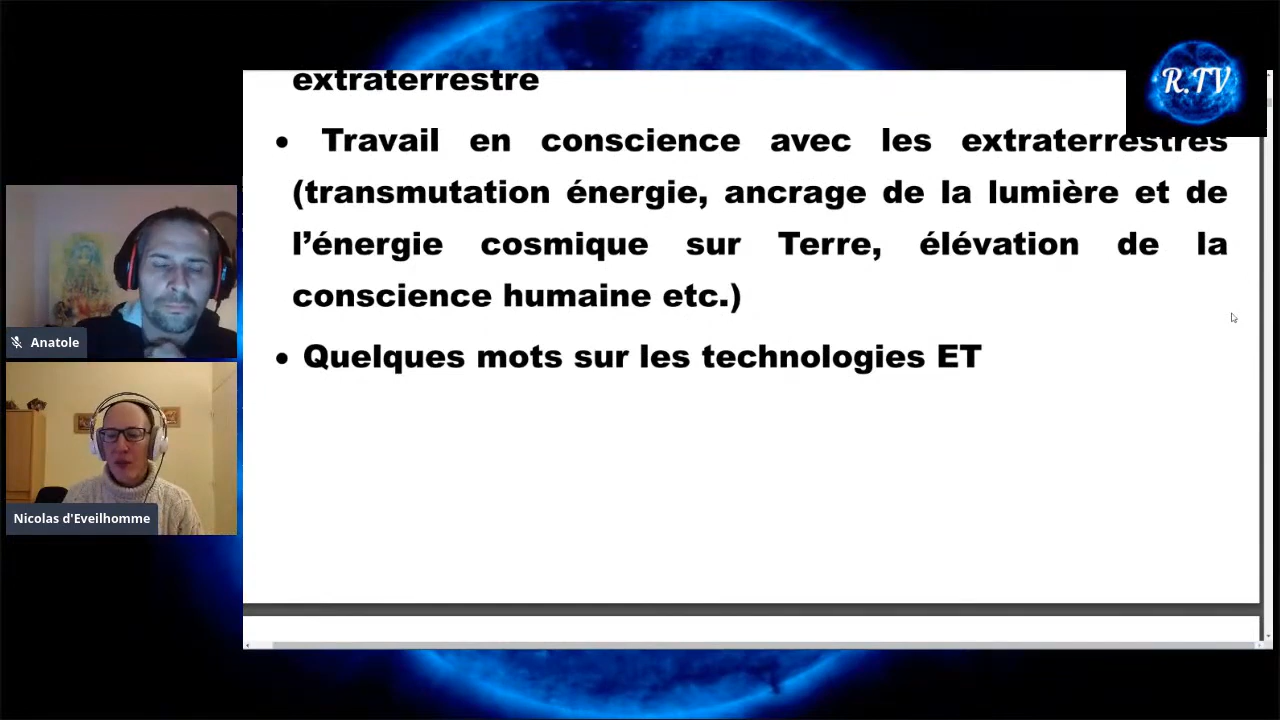 R.TV
extraterrestre
• Travail en conscience avec les extraterrestres
(transmutation énergie, ancrage de la lumière et de
l’énergie cosmique sur Terre, élévation de la
conscience humaine etc.)
• Quelques mots sur les technologies ET
Anatole
Nicolas d'Eveilhomme